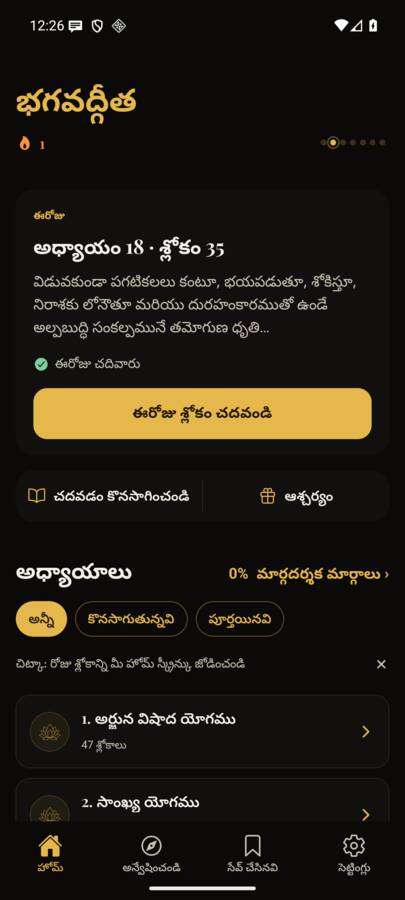 12:26
భగవద్గీత
1
ఈరోజు
అధ్యాయం 18 · శ్లోకం 35
విడువకుండా పగటికలలు కంటూ, భయపడుతూ, శోకిస్తూ,
నిరాశకు లోనౌతూ మరియు దురహంకారముతో ఉండే
అల్పబుద్ధి సంకల్పమునే తమోగుణ ధృతి...
ఈరోజు చదివారు
ఈరోజు శ్లోకం చదవండి
చదవడం కొనసాగించండి
ఆశ్చర్యం
అధ్యాయాలు
0% మార్గదర్శక మార్గాలు ›
అన్నీ
కొనసాగుతున్నవి
పూర్తయినవి
చిట్కా: రోజు శ్లోకాన్ని మీ హోమ్ స్క్రీన్కు జోడించండి
1. అర్జున విషాద యోగము
47 శ్లోకాలు
2. సాంఖ్య యోగము
హోమ్
అన్వేషించండి
సేవ్ చేసినవి
సెట్టింగ్లు